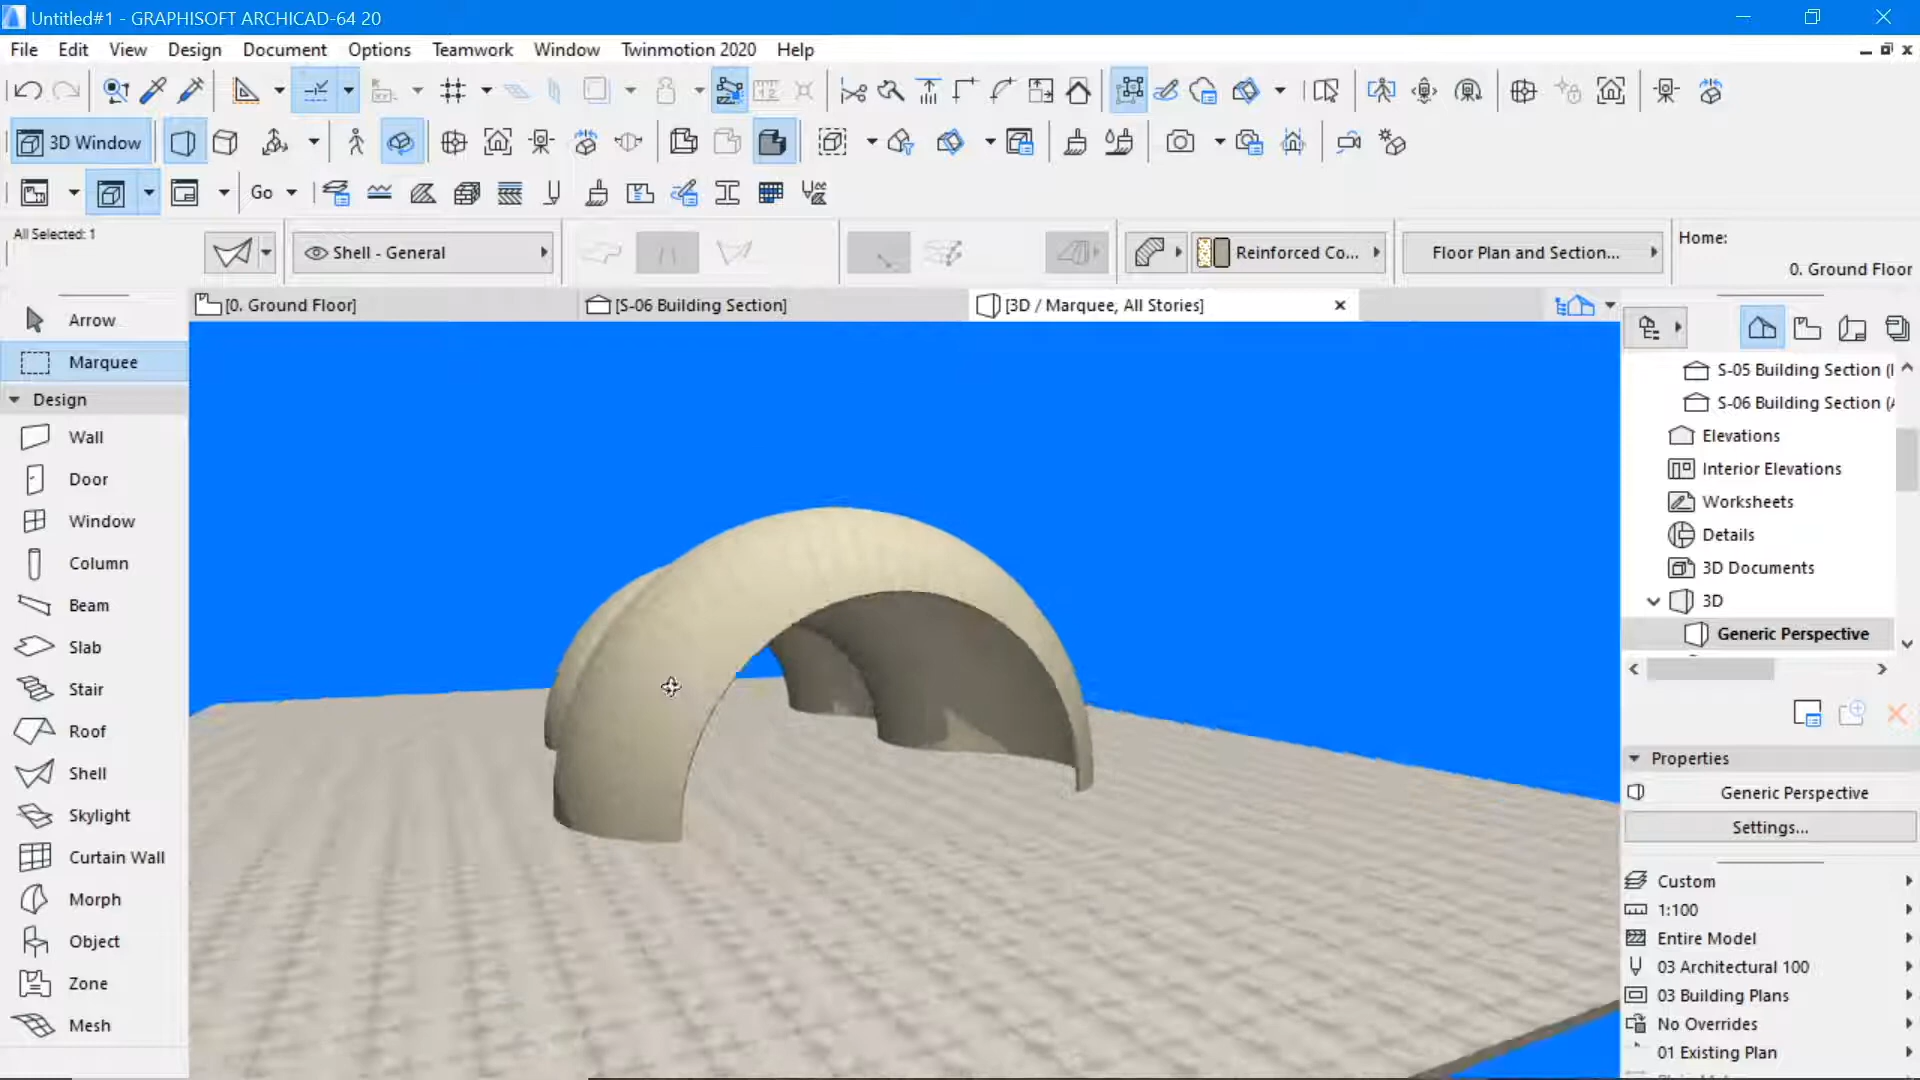 Untitled#1 - GRAPHISOFT ARCHICAD-64 20
File Edit View Design Document Options Teamwork Window Twinmotion 2020 Help
3D Window
Go
All Selected: 1
Shell - General
Reinforced Co...
Floor Plan and Section...
Home:
0. Ground Floor
[0. Ground Floor]
[S-06 Building Section]
[3D / Marquee, All Stories]
Arrow
Marquee
Design
Wall
Door
Window
Column
Beam
Slab
Stair
Roof
Shell
Skylight
Curtain Wall
Morph
Object
Zone
Mesh
S-05 Building Section (
S-06 Building Section (
Elevations
Interior Elevations
Worksheets
Details
3D Documents
3D
Generic Perspective
Properties
Generic Perspective
Settings...
Custom
1:100
Entire Model
03 Architectural 100
03 Building Plans
No Overrides
01 Existing Plan